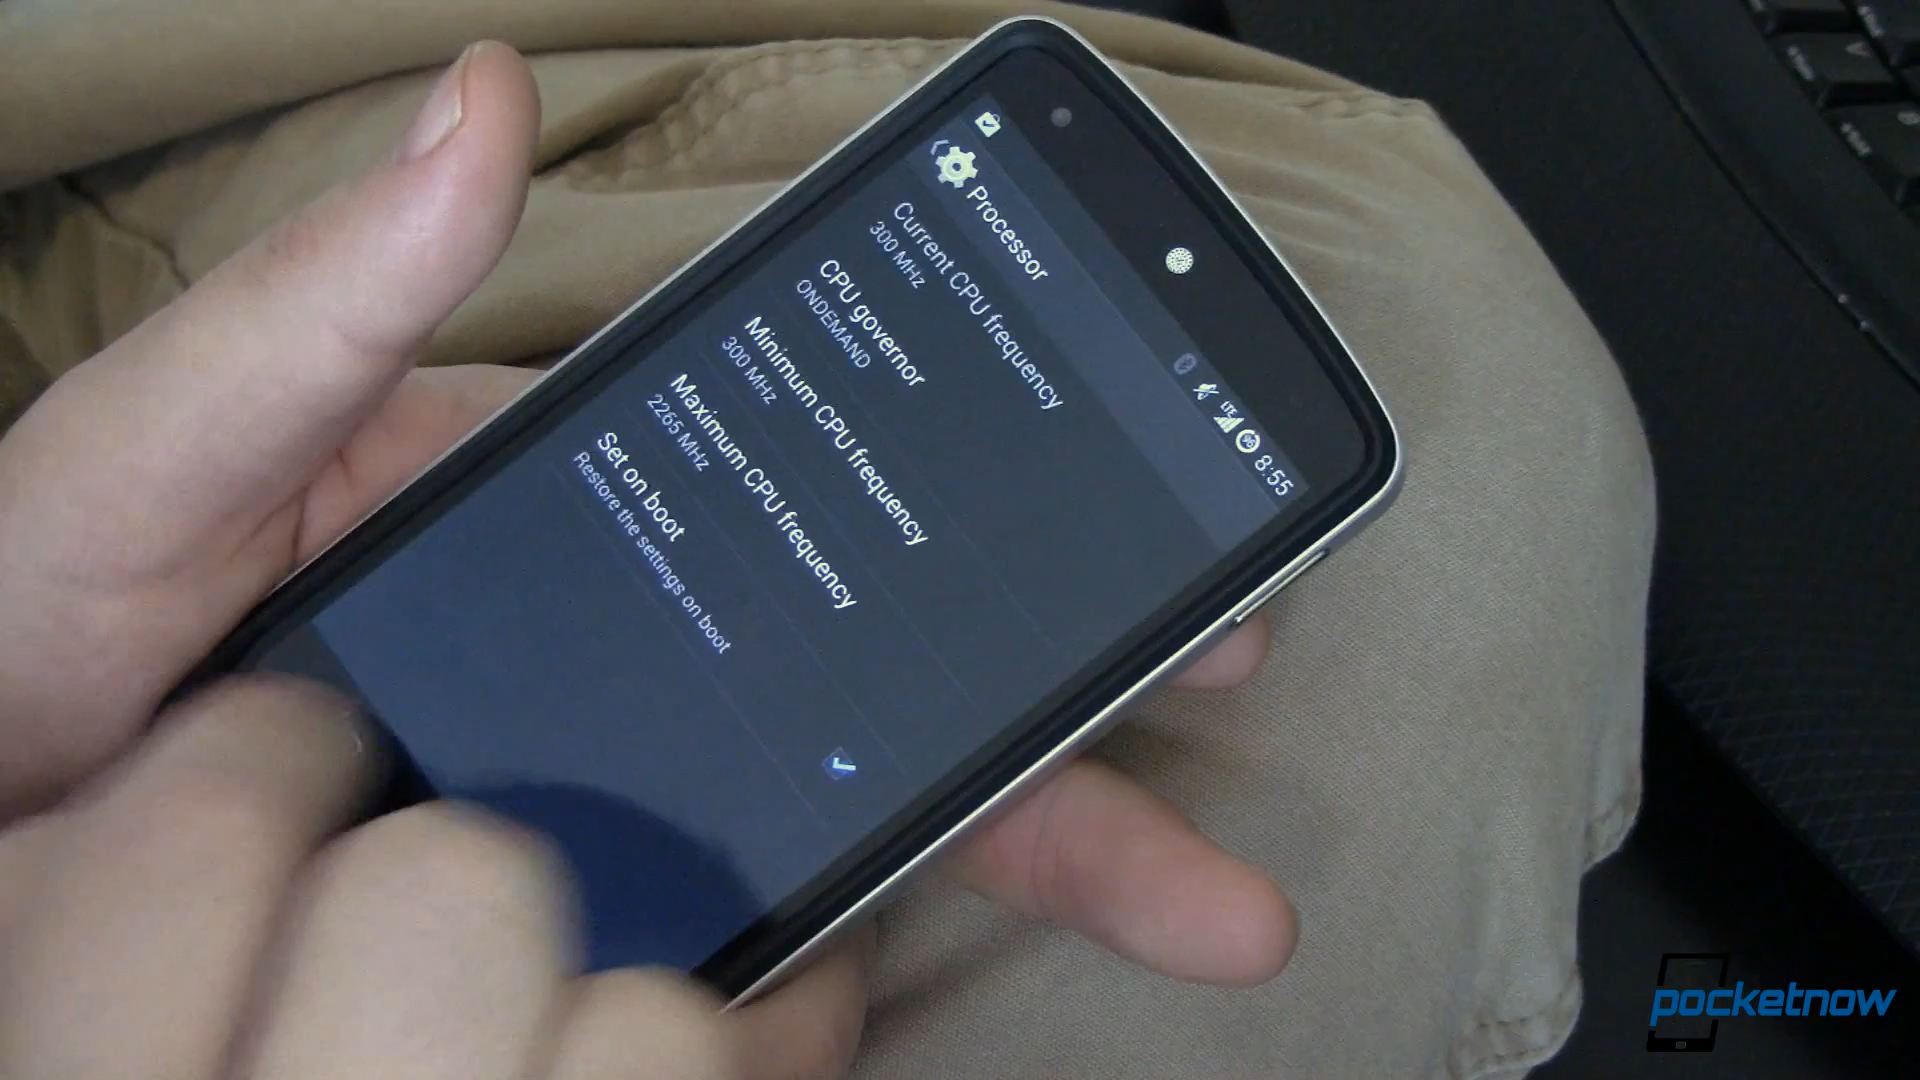 LTE 96 8:55
Processor
Current CPU frequency
300 MHz
CPU governor
ONDEMAND
Minimum CPU frequency
300 MHz
Maximum CPU frequency
2265 MHz
Set on boot
Restore the settings on boot
pocketnow